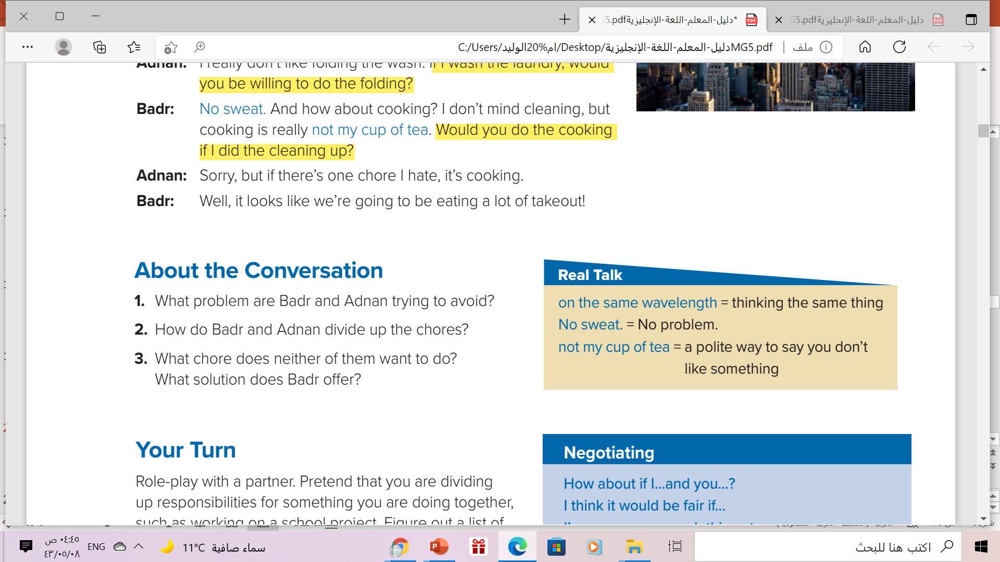 *دليل-المعلم-اللغة-الإنجليزيةG5.pdf
دليل-المعلم-اللغة-الإنجليزيةG5.pdf
C:/Users/ام%20الوليد/Desktop/دليل-المعلم-اللغة-الإنجليزيةMG5.pdf
ملف
Adnan: I really don't like folding the wash. If I wash the laundry, would
you be willing to do the folding?
Badr: No sweat. And how about cooking? I don't mind cleaning, but
cooking is really not my cup of tea. Would you do the cooking
if I did the cleaning up?
Adnan: Sorry, but if there's one chore I hate, it's cooking.
Badr: Well, it looks like we're going to be eating a lot of takeout!
About the Conversation
1. What problem are Badr and Adnan trying to avoid?
2. How do Badr and Adnan divide up the chores?
3. What chore does neither of them want to do?
What solution does Badr offer?
Real Talk
on the same wavelength = thinking the same thing
No sweat. = No problem.
not my cup of tea = a polite way to say you don't
like something
Your Turn
Role-play with a partner. Pretend that you are dividing
up responsibilities for something you are doing together,
such as working on a school project. Figure out a list of
Negotiating
How about if I...and you...?
I think it would be fair if...
٠٤:٤٥ ص
٤٣/٠٥/٠٨
ENG
11°C سماء صافية
اكتب هنا للبحث